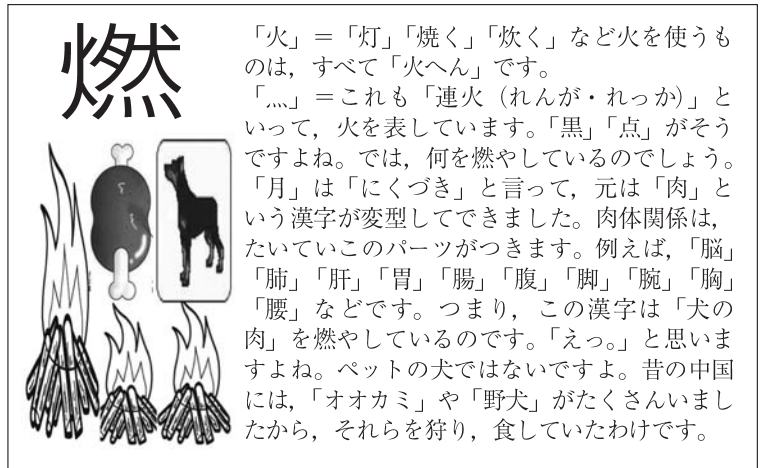 燃
「火」＝「灯」「焼く」「炊く」など火を使うも
のは，すべて「火へん」です。
「灬」＝これも「連火（れんが・れっか）」と
いって，火を表しています。「黒」「点」がそう
ですよね。では，何を燃やしているのでしょう。
「月」は「にくづき」と言って，元は「肉」と
いう漢字が変型してできました。肉体関係は，
たいていこのパーツがつきます。例えば，「脳」
「肺」「肝」「胃」「腸」「腹」「脚」「腕」「胸」
「腰」などです。つまり，この漢字は「犬の
肉」を燃やしているのです。「えっ。」と思いま
すよね。ペットの犬ではないですよ。昔の中国
には，「オオカミ」や「野犬」がたくさんいまし
たから，それらを狩り，食していたわけです。